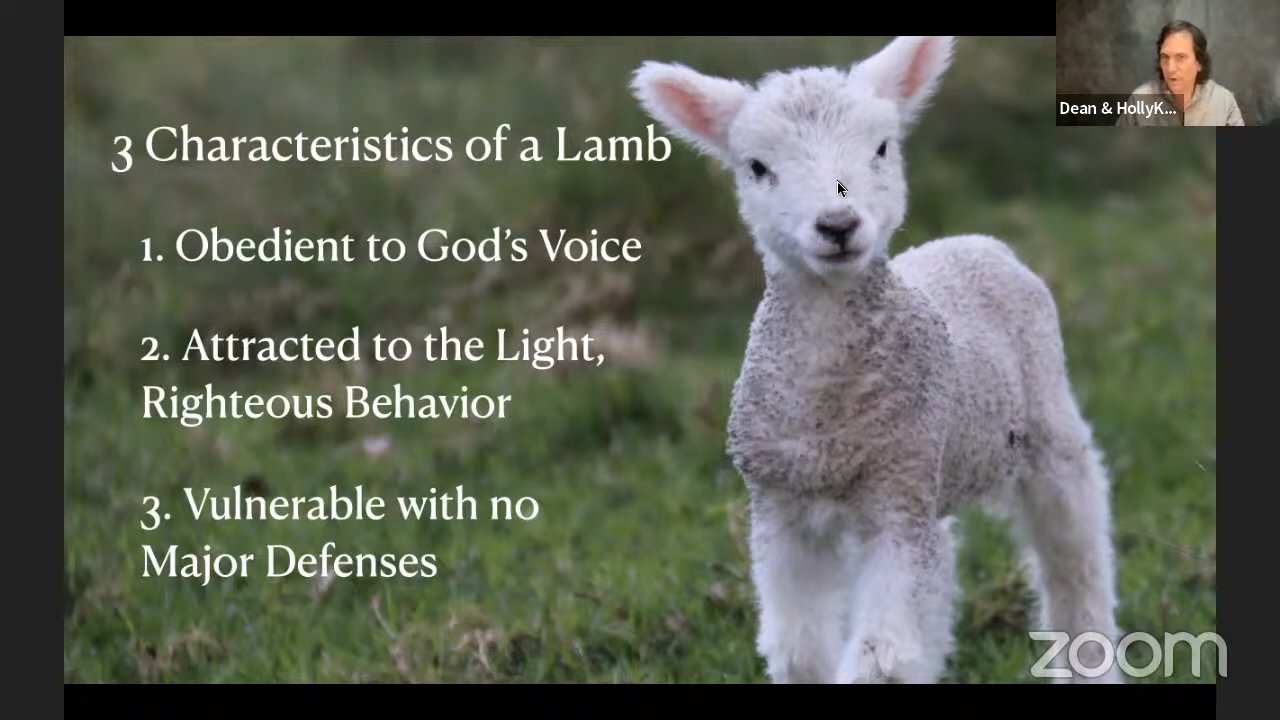 3 Characteristics of a Lamb
1. Obedient to God's Voice
2. Attracted to the Light,
Righteous Behavior
3. Vulnerable with no
Major Defenses
Dean & HollyK...
zoom